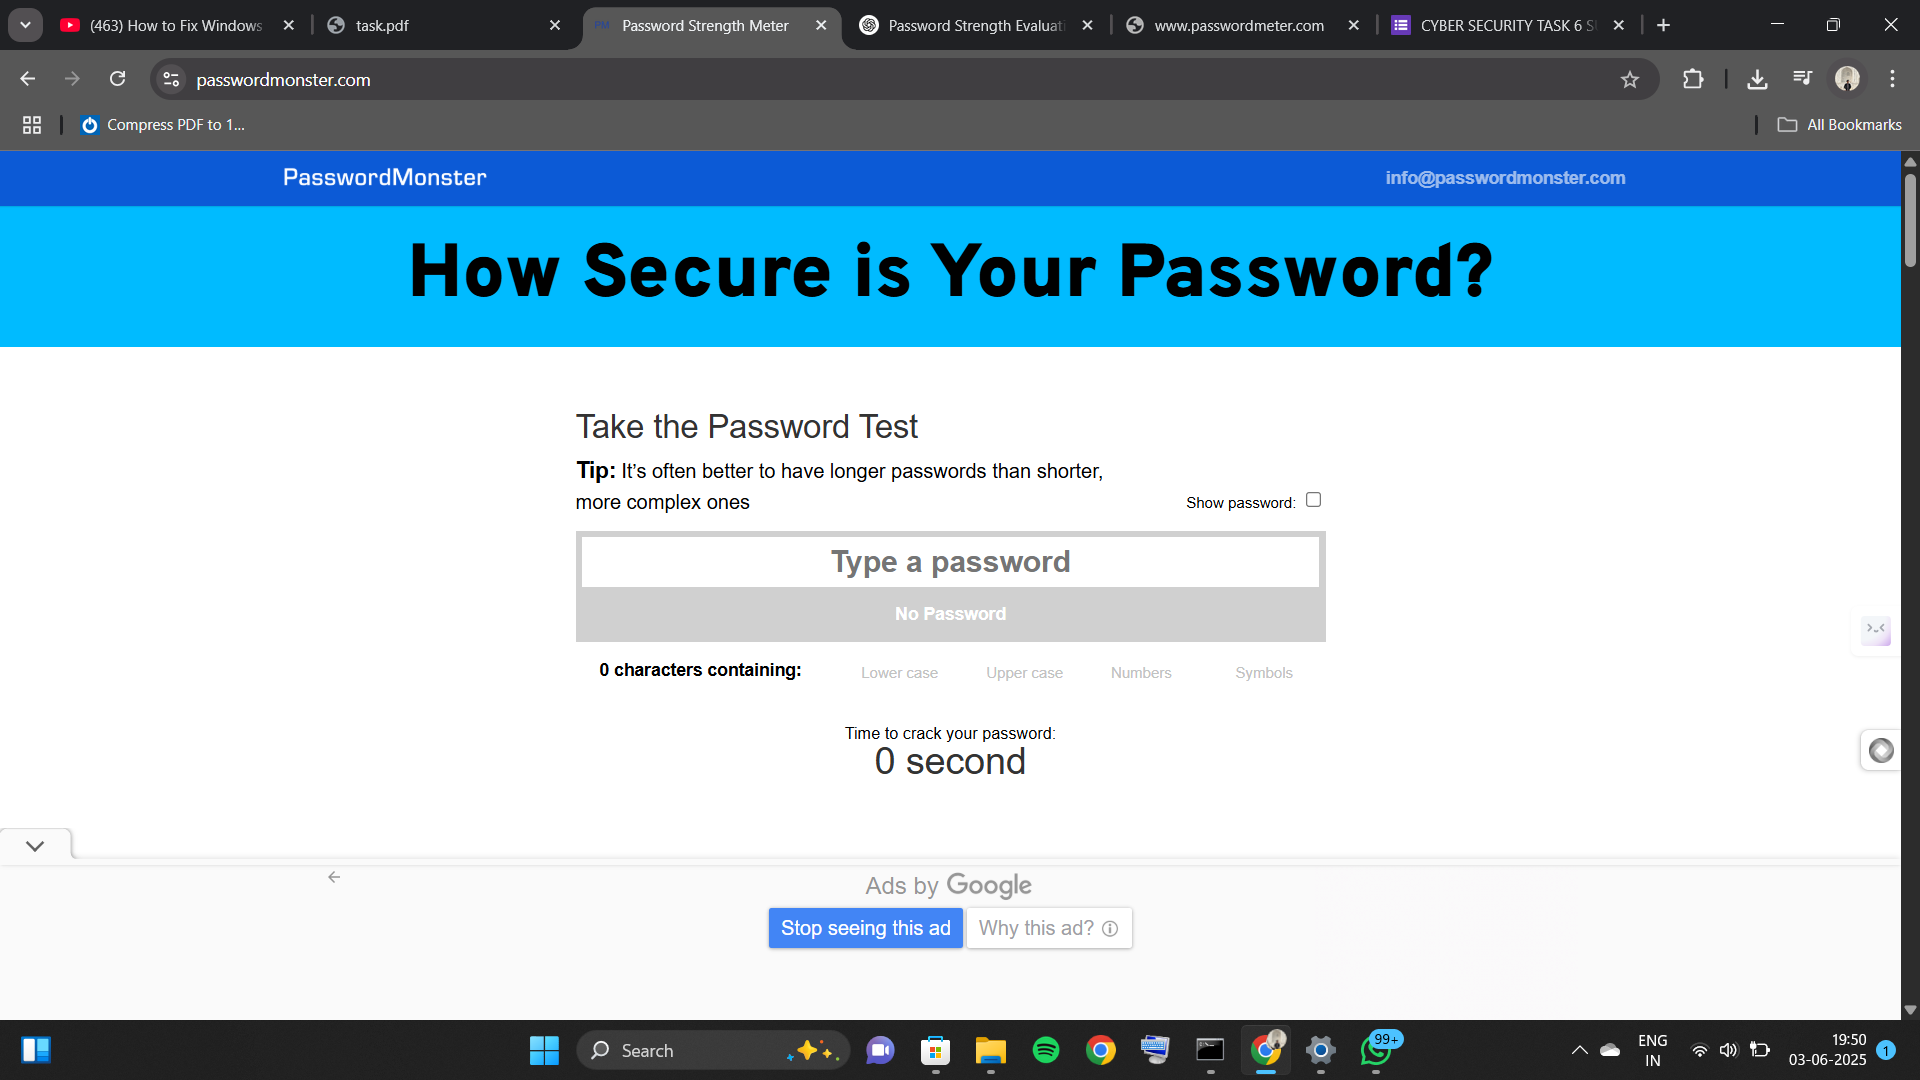 (463) How to Fix Windows
task.pdf
PM
Password Strength Meter
Password Strength Evaluati
www.passwordmeter.com
CYBER SECURITY TASK 6 S
passwordmonster.com
Compress PDF to 1...
All Bookmarks
PasswordMonster
info@passwordmonster.com
How Secure is Your Password?
Take the Password Test
Tip: It's often better to have longer passwords than shorter,
more complex ones
Show password:
Type a password
No Password
0 characters containing:
Lower case
Upper case
Numbers
Symbols
Time to crack your password:
0 second
Ads by Google
Stop seeing this ad
Why this ad?
Search
99+
ENG
IN
19:50
03-06-2025
1